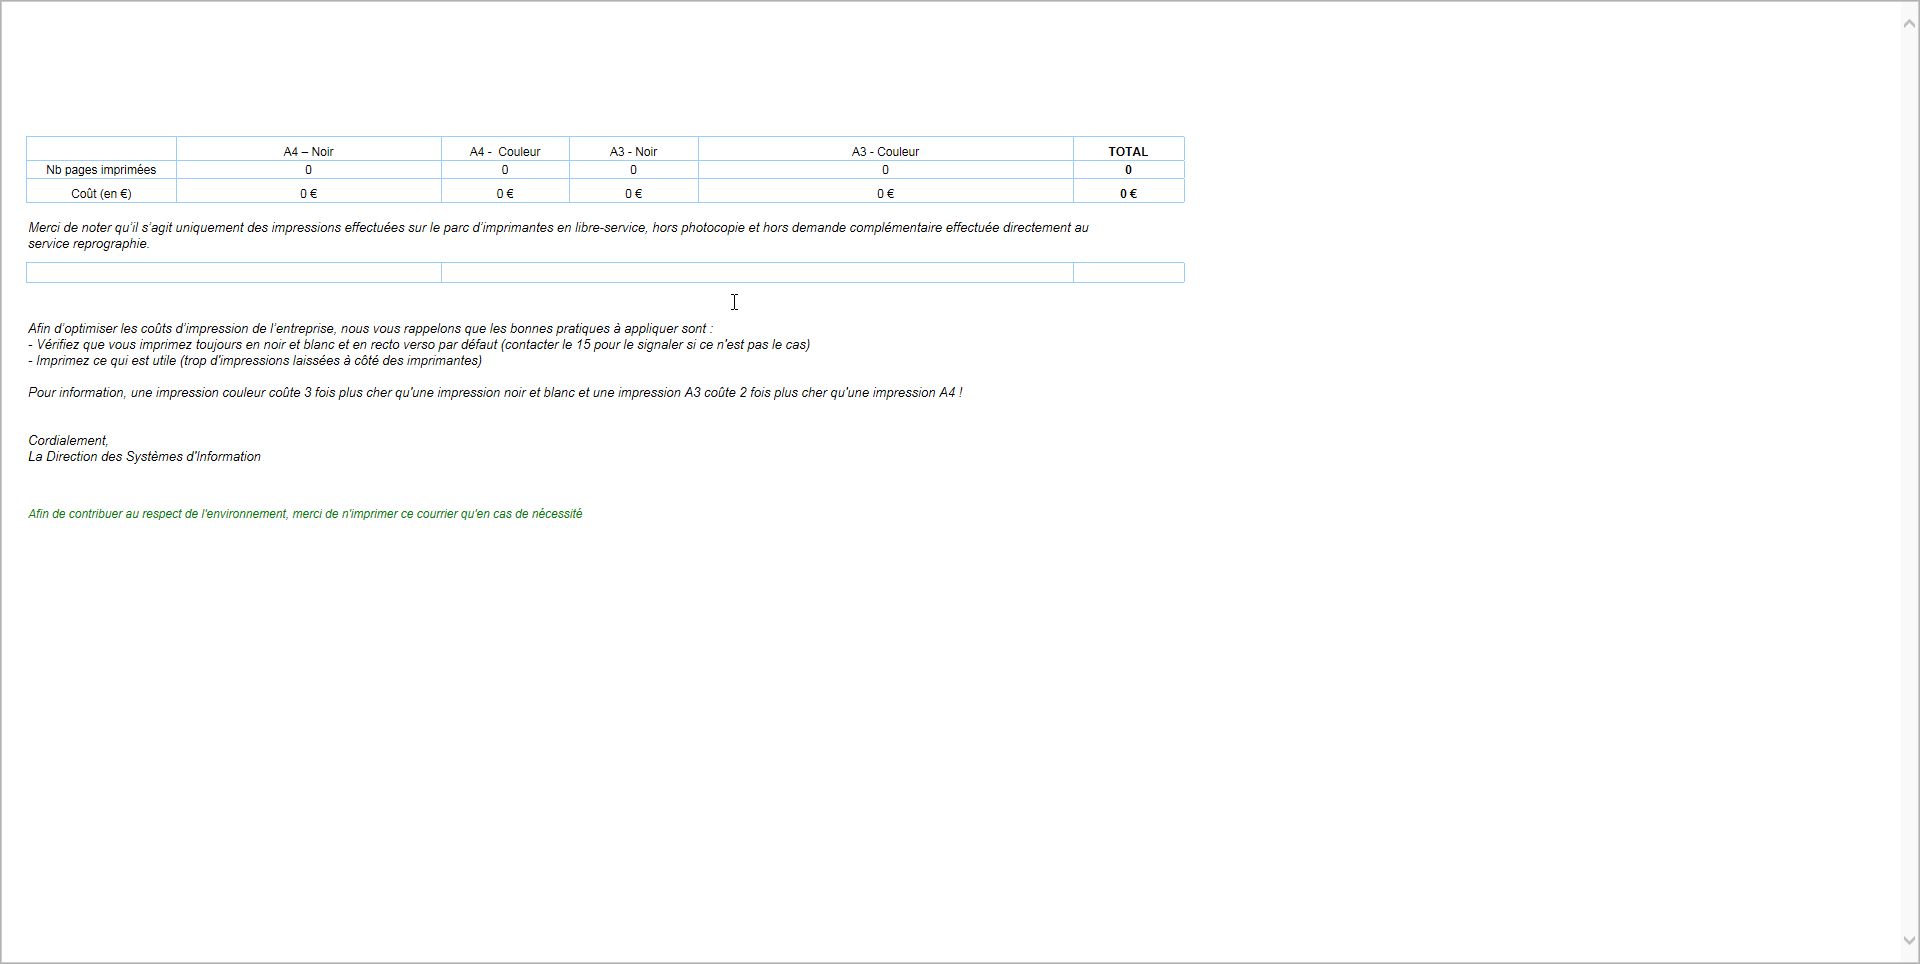 A4 – Noir A4 - Couleur A3 - Noir A3 - Couleur TOTAL
Nb pages imprimées 0 0 0 0 0
Coût (en €) 0 € 0 € 0 € 0 € 0 €
Merci de noter qu’il s’agit uniquement des impressions effectuées sur le parc d’imprimantes en libre-service, hors photocopie et hors demande complémentaire effectuée directement au
service reprographie.
Afin d’optimiser les coûts d’impression de l’entreprise, nous vous rappelons que les bonnes pratiques à appliquer sont :
- Vérifiez que vous imprimez toujours en noir et blanc et en recto verso par défaut (contacter le 15 pour le signaler si ce n'est pas le cas)
- Imprimez ce qui est utile (trop d'impressions laissées à côté des imprimantes)
Pour information, une impression couleur coûte 3 fois plus cher qu'une impression noir et blanc et une impression A3 coûte 2 fois plus cher qu'une impression A4 !
Cordialement,
La Direction des Systèmes d'Information
Afin de contribuer au respect de l'environnement, merci de n'imprimer ce courrier qu'en cas de nécessité